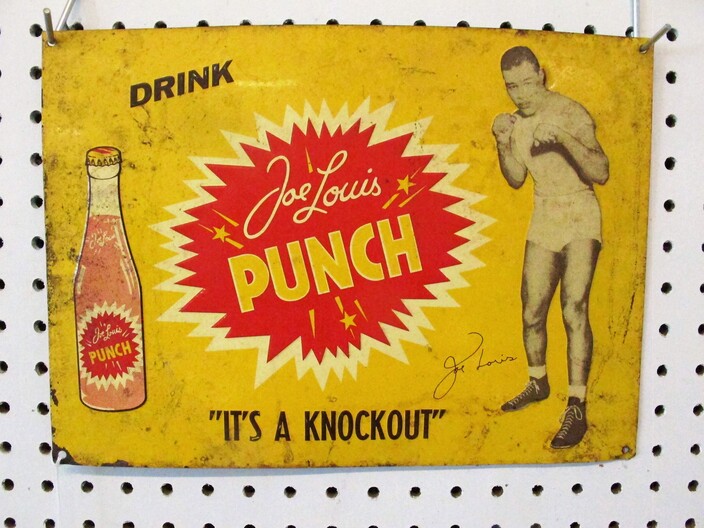 DRINK
Joe Louis
PUNCH
Joe Louis
PUNCH
Joe Louis
"IT'S A KNOCKOUT"